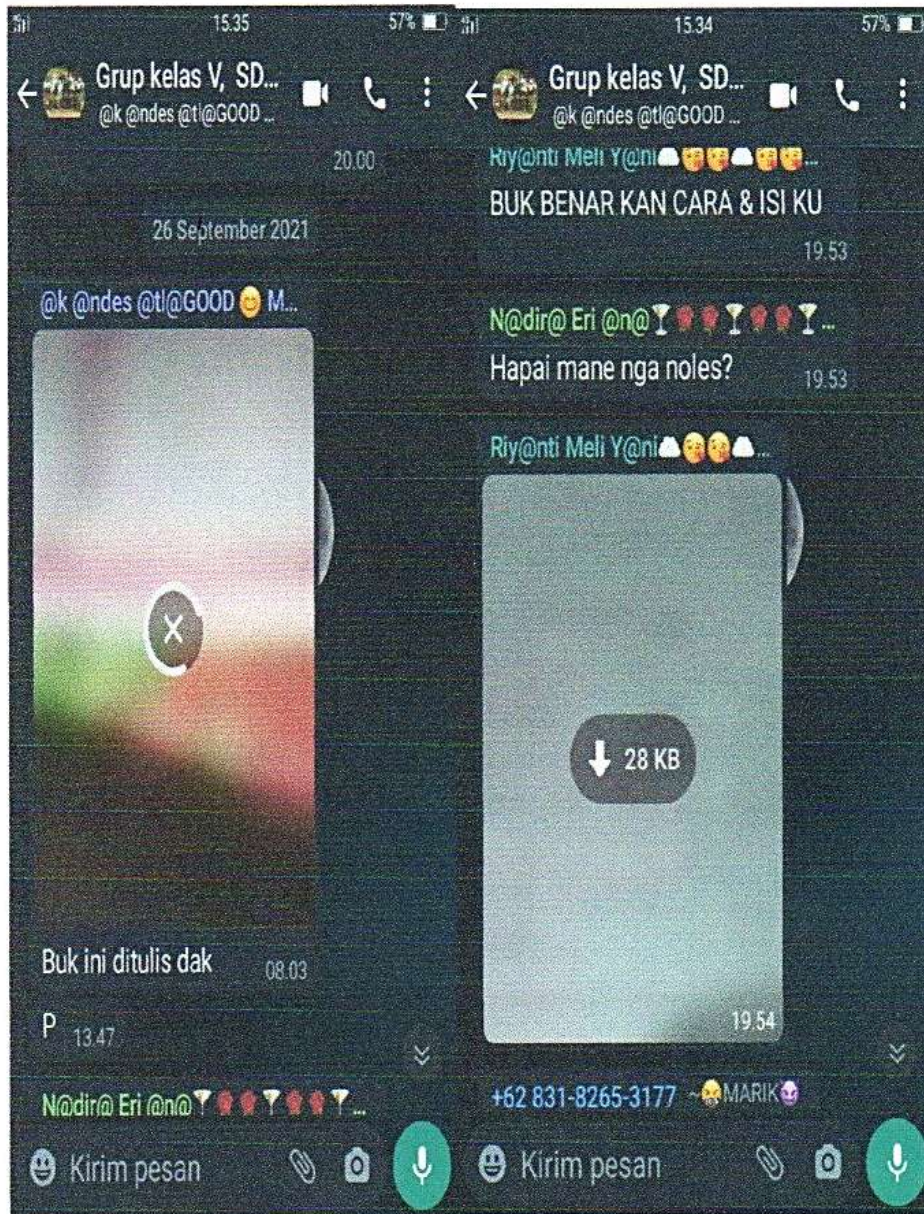 15.35 57%
Grup kelas V, SD...
@k @ndes @tl@GOOD ...
20.00
26 September 2021
@k @ndes @tl@GOOD 😊 M...
Buk ini ditulis dak 08.03
P 13.47
N@dir@ Eri @n@🍸🌹🌹🍸🌹🌹🍸...
Kirim pesan
15.34 57%
Grup kelas V, SD...
@k @ndes @tl@GOOD ...
Riy@nti Meli Y@ni☁😘😘☁😘😘...
BUK BENAR KAN CARA & ISI KU
19.53
N@dir@ Eri @n@🍸🌹🌹🍸🌹🌹🍸...
Hapai mane nga noles? 19.53
Riy@nti Meli Y@ni☁😘😘☁...
28 KB
19.54
+62 831-8265-3177 ~MARIK
Kirim pesan